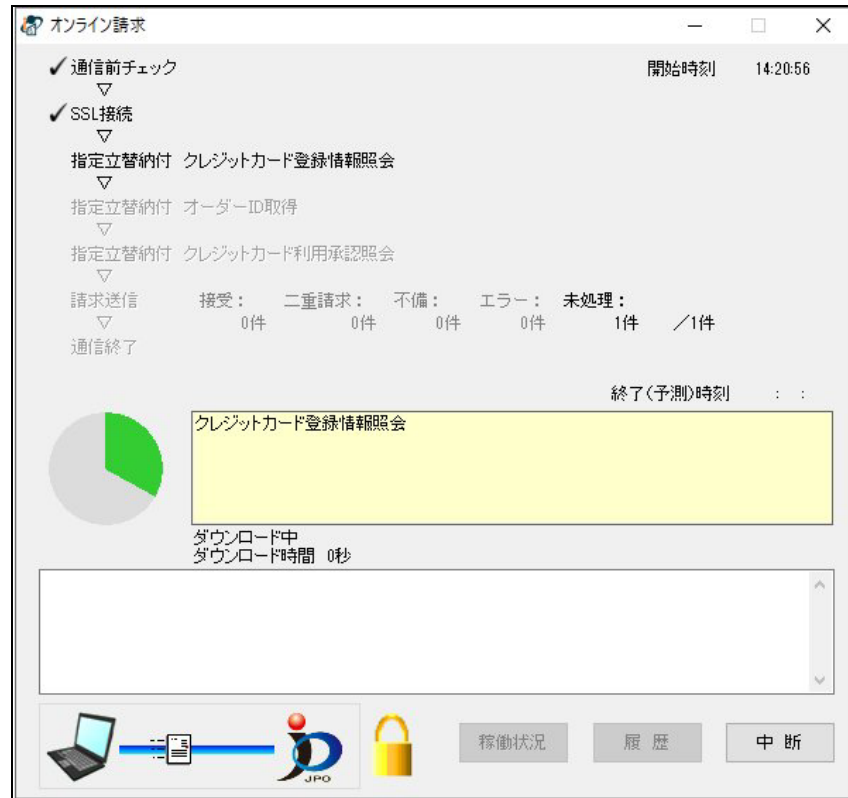 オンライン請求
✓通信前チェック 開始時刻 14:20:56
▽
✓SSL接続
▽
指定立替納付 クレジットカード登録情報照会
▽
指定立替納付 オーダーID取得
▽
指定立替納付 クレジットカード利用承認照会
▽
請求送信 接受： 二重請求： 不備： エラー： 未処理：
▽ 0件 0件 0件 0件 1件 ／1件
通信終了
終了(予測)時刻 : :
クレジットカード登録情報照会
ダウンロード中
ダウンロード時間 0秒
JPO
稼働状況 履歴 中断